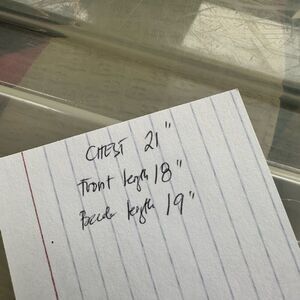 CHEST 21"
Front length 18"
Back length 19"